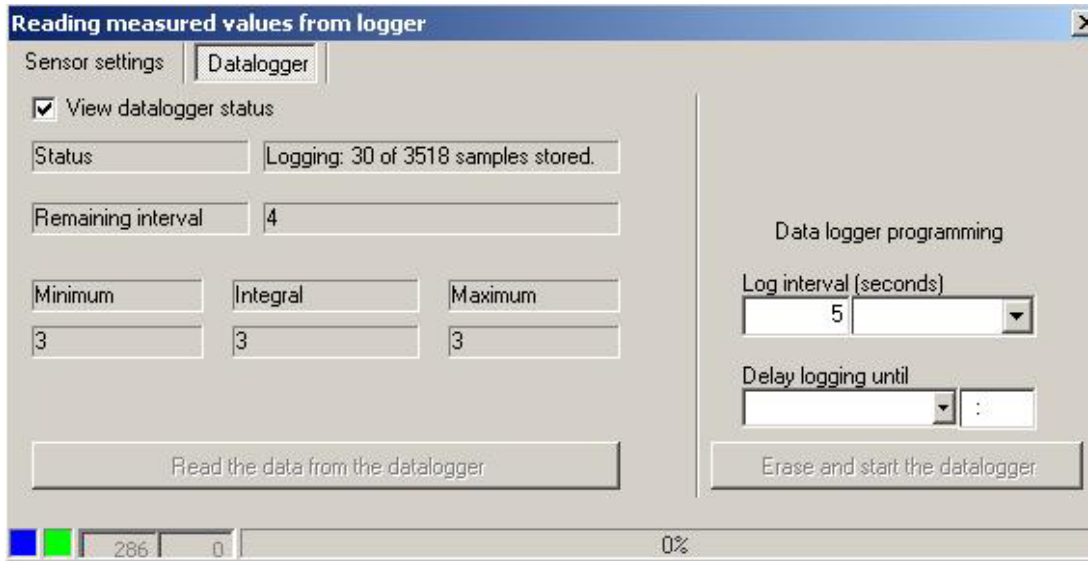 Reading measured values from logger
Sensor settings Datalogger
View datalogger status
Status Logging: 30 of 3518 samples stored.
Remaining interval 4
Minimum Integral Maximum
3 3 3
Read the data from the datalogger
Data logger programming
Log interval (seconds)
5
Delay logging until
:
Erase and start the datalogger
286 0 0%